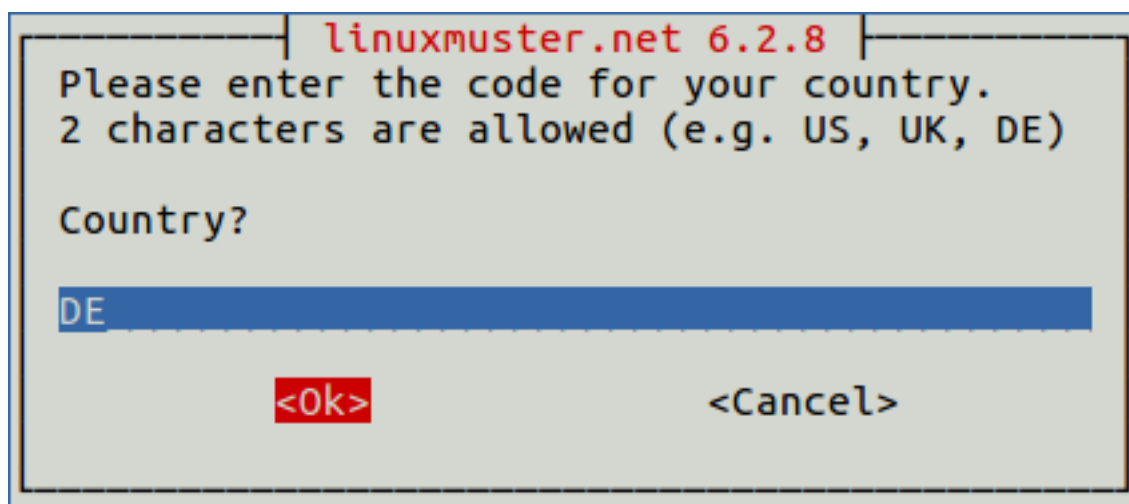 linuxmuster.net 6.2.8
Please enter the code for your country.
2 characters are allowed (e.g. US, UK, DE)
Country?
DE
<Ok> <Cancel>